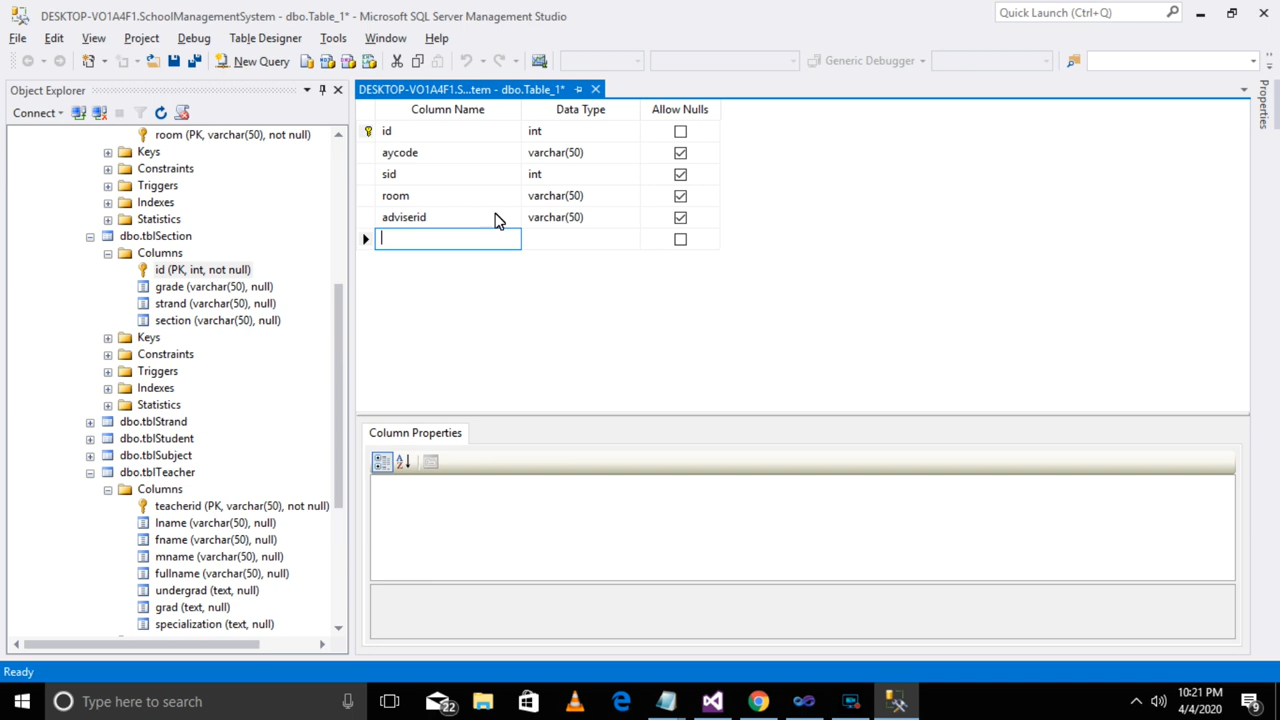 DESKTOP-VO1A4F1.SchoolManagementSystem - dbo.Table_1* - Microsoft SQL Server Management Studio
Quick Launch (Ctrl+Q)
File Edit View Project Debug Table Designer Tools Window Help
New Query
Generic Debugger
Object Explorer
DESKTOP-VO1A4F1.S...tem - dbo.Table_1*
Connect
Column Name Data Type Allow Nulls
id int
aycode varchar(50)
sid int
room varchar(50)
adviserid varchar(50)
room (PK, varchar(50), not null)
Keys
Constraints
Triggers
Indexes
Statistics
dbo.tblSection
Columns
id (PK, int, not null)
grade (varchar(50), null)
strand (varchar(50), null)
section (varchar(50), null)
Keys
Constraints
Triggers
Indexes
Statistics
dbo.tblStrand
dbo.tblStudent
dbo.tblSubject
dbo.tblTeacher
Columns
teacherid (PK, varchar(50), not null)
lname (varchar(50), null)
fname (varchar(50), null)
mname (varchar(50), null)
fullname (varchar(50), null)
undergrad (text, null)
grad (text, null)
specialization (text, null)
Column Properties
Properties
Ready
Type here to search
22
10:21 PM
4/4/2020
9